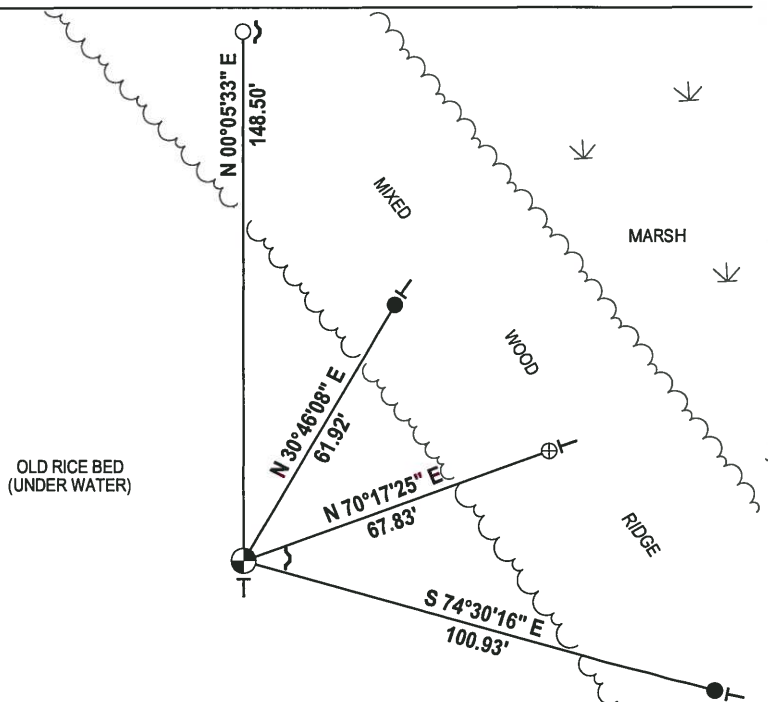 N 00°05'33" E
148.50'
MIXED
MARSH
WOOD
N 30°46'08" E
61.92'
OLD RICE BED
(UNDER WATER)
N 70°17'25" E
67.83'
RIDGE
S 74°30'16" E
100.93'
T